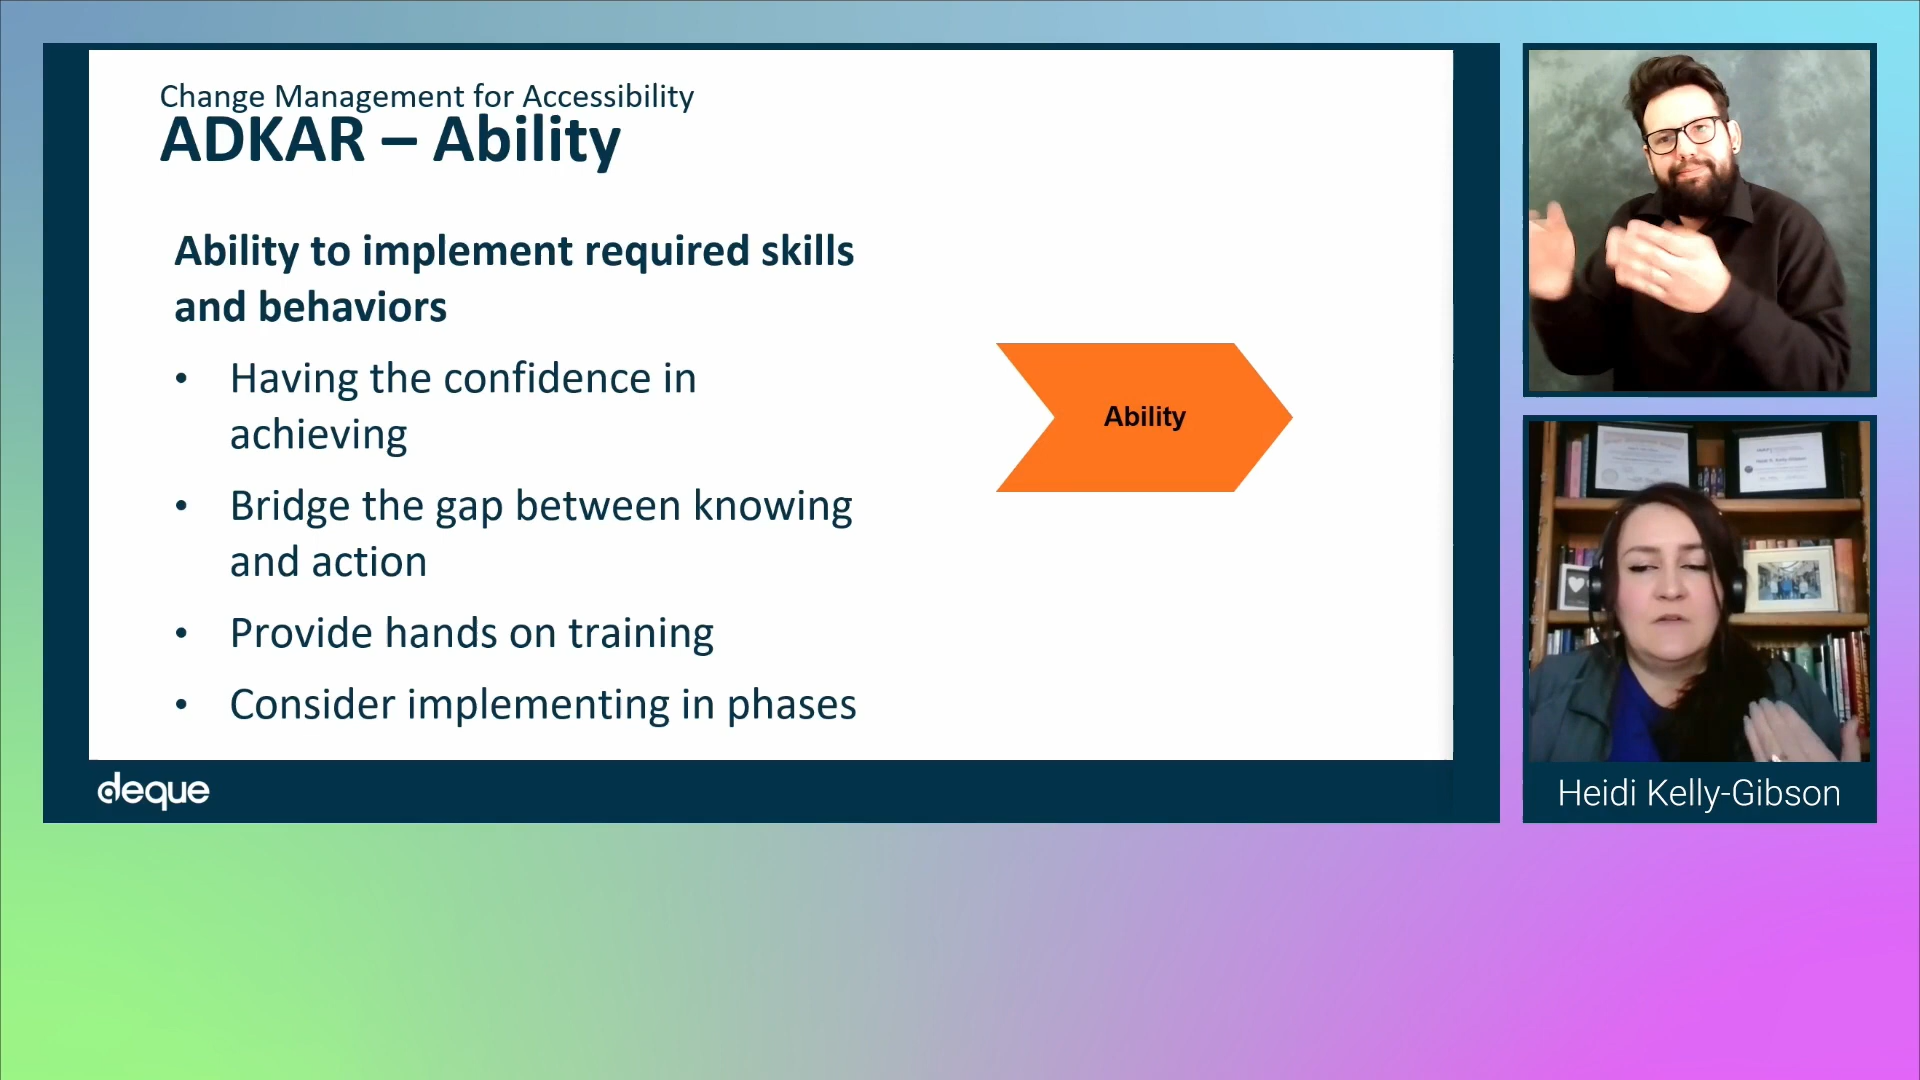 Change Management for Accessibility
ADKAR – Ability
Ability to implement required skills
and behaviors
• Having the confidence in
achieving
• Bridge the gap between knowing
and action
• Provide hands on training
• Consider implementing in phases
Ability
deque
Heidi Kelly-Gibson